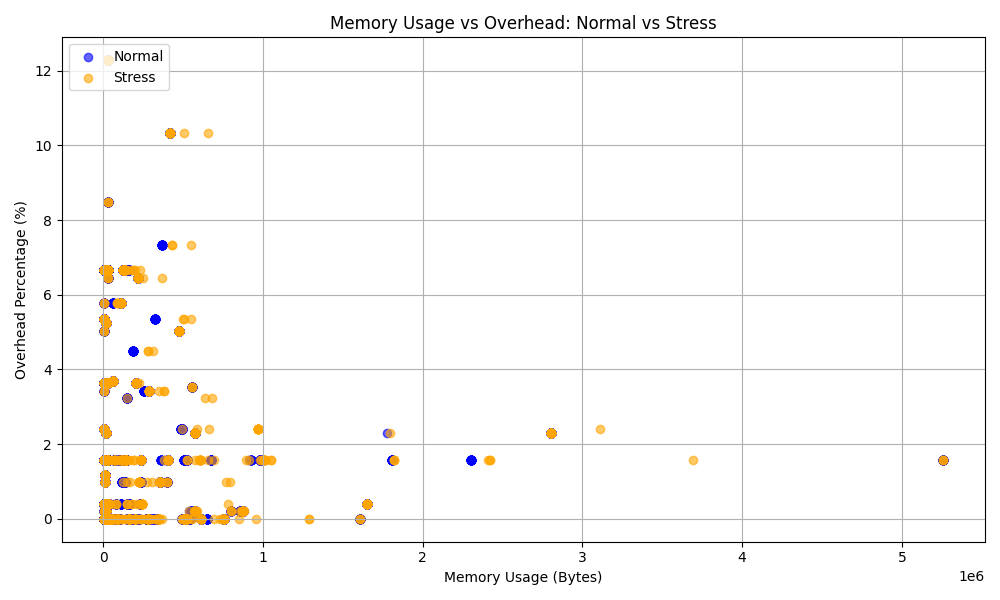 Memory Usage vs Overhead: Normal vs Stress
Normal
Stress
Overhead Percentage (%)
12
10
8
6
4
2
0
0 1 2 3 4 5
1e6
Memory Usage (Bytes)